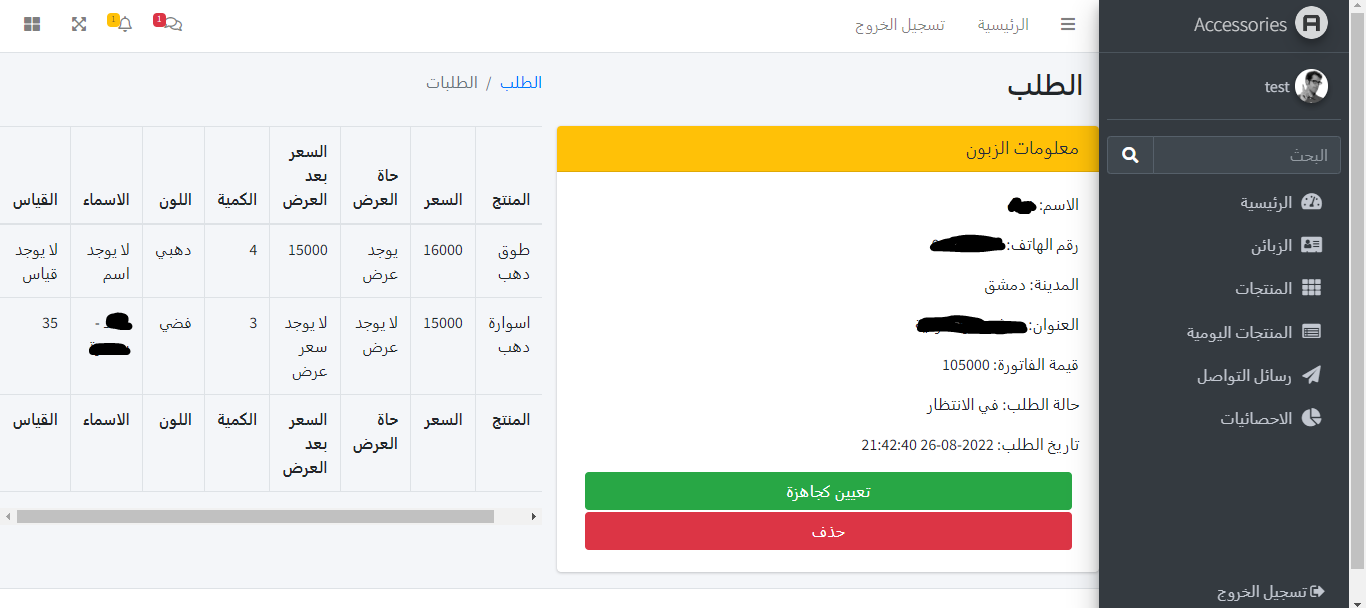 Accessories
test
البحث
الرئيسية
الزبائن
المنتجات
المنتجات اليومية
رسائل التواصل
الاحصائيات
تسجيل الخروج
الرئيسية
تسجيل الخروج
1
1
الطلب
الطلب / الطلبات
معلومات الزبون
الاسم:
رقم الهاتف:
المدينة: دمشق
العنوان:
قيمة الفاتورة: 105000
حالة الطلب: في الانتظار
تاريخ الطلب: 2022-08-26 21:42:40
تعيين كجاهزة
حذف
المنتج السعر حاة العرض السعر بعد العرض الكمية اللون الاسماء القياس
طوق دهب 16000 يوجد عرض 15000 4 دهبي لا يوجد اسم لا يوجد قياس
اسوارة دهب 15000 لا يوجد عرض لا يوجد سعر عرض 3 فضي - 35
المنتج السعر حاة العرض السعر بعد العرض الكمية اللون الاسماء القياس